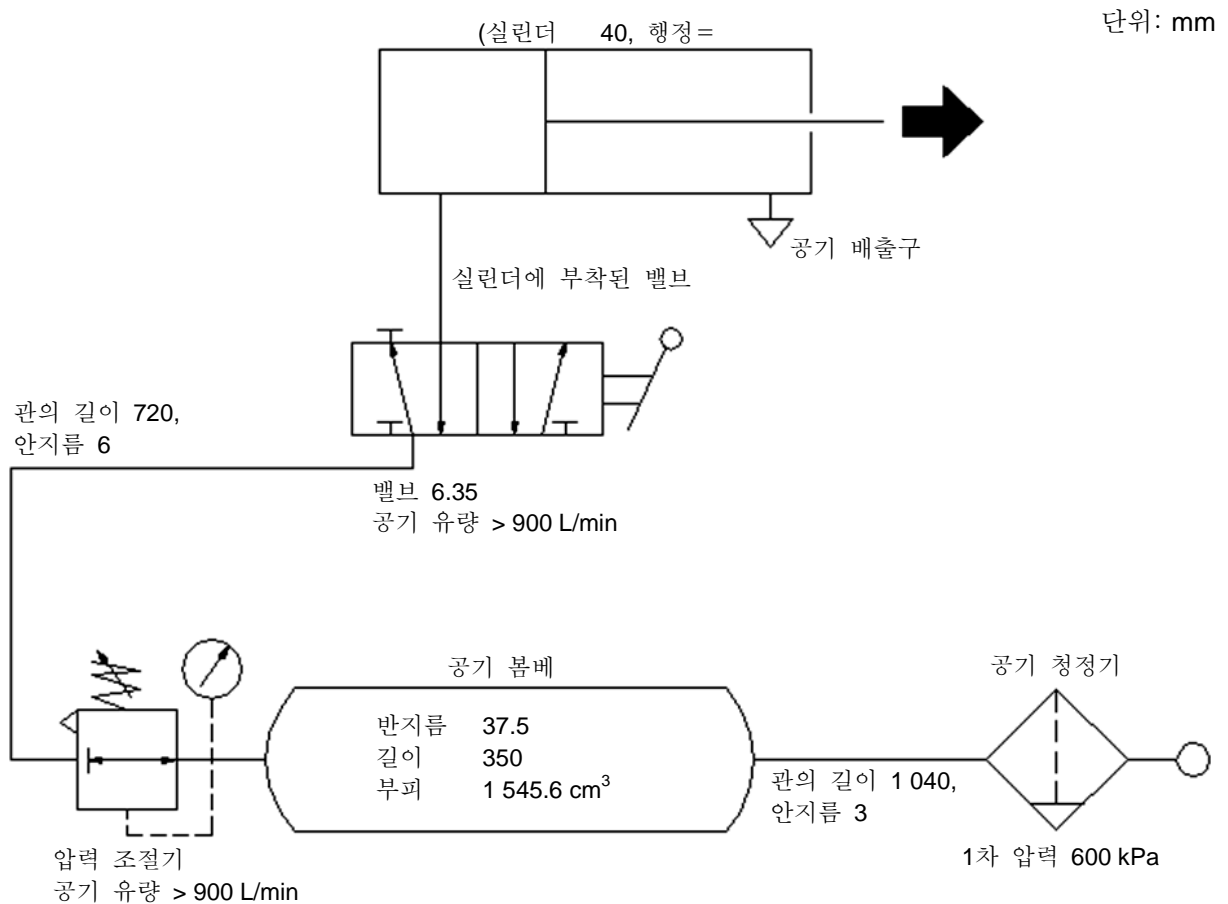 단위: mm
(실린더 40, 행정=
공기 배출구
실린더에 부착된 밸브
관의 길이 720,
안지름 6
밸브 6.35
공기 유량 > 900 L/min
공기 봄베
공기 청정기
반지름 37.5
길이 350
부피 1 545.6 cm³
관의 길이 1 040,
안지름 3
1차 압력 600 kPa
압력 조절기
공기 유량 > 900 L/min